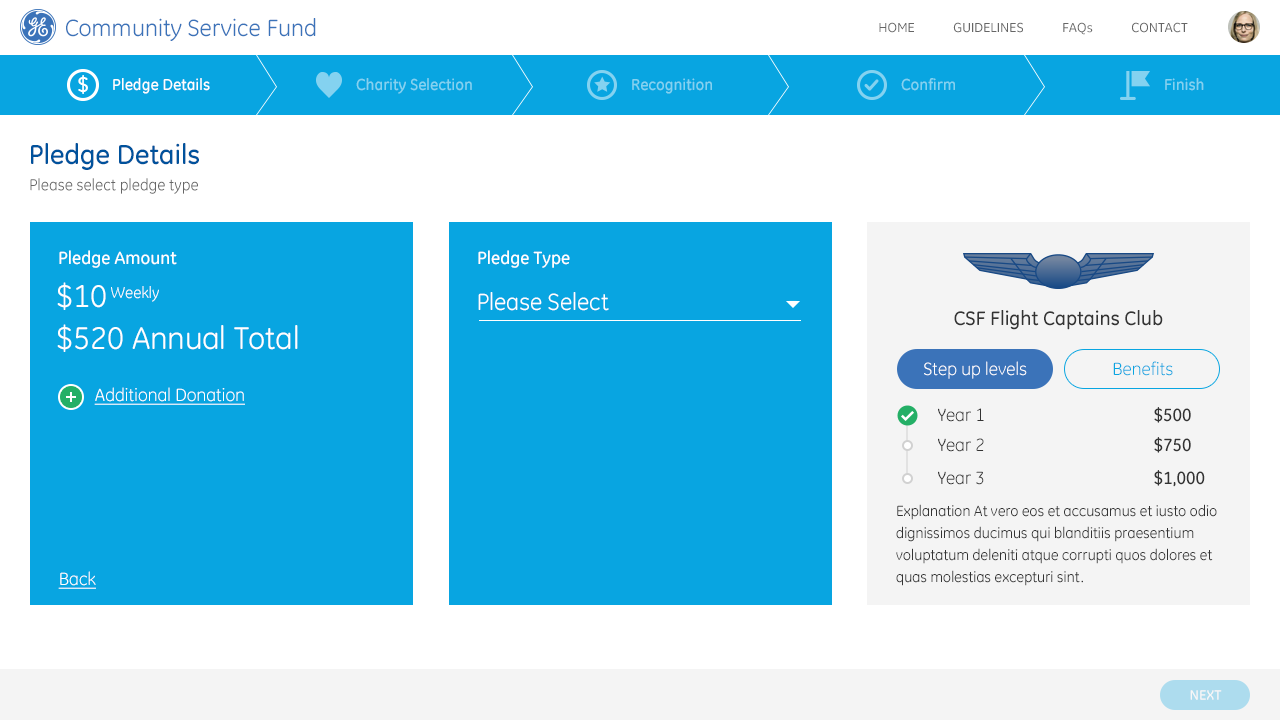 Community Service Fund
HOME
GUIDELINES
FAQs
CONTACT
Pledge Details
Charity Selection
Recognition
Confirm
Finish
Pledge Details
Please select pledge type
Pledge Amount
$10 Weekly
$520 Annual Total
Additional Donation
Back
Pledge Type
Please Select
CSF Flight Captains Club
Step up levels
Benefits
Year 1 $500
Year 2 $750
Year 3 $1,000
Explanation At vero eos et accusamus et iusto odio
dignissimos ducimus qui blanditiis praesentium
voluptatum deleniti atque corrupti quos dolores et
quas molestias excepturi sint.
NEXT